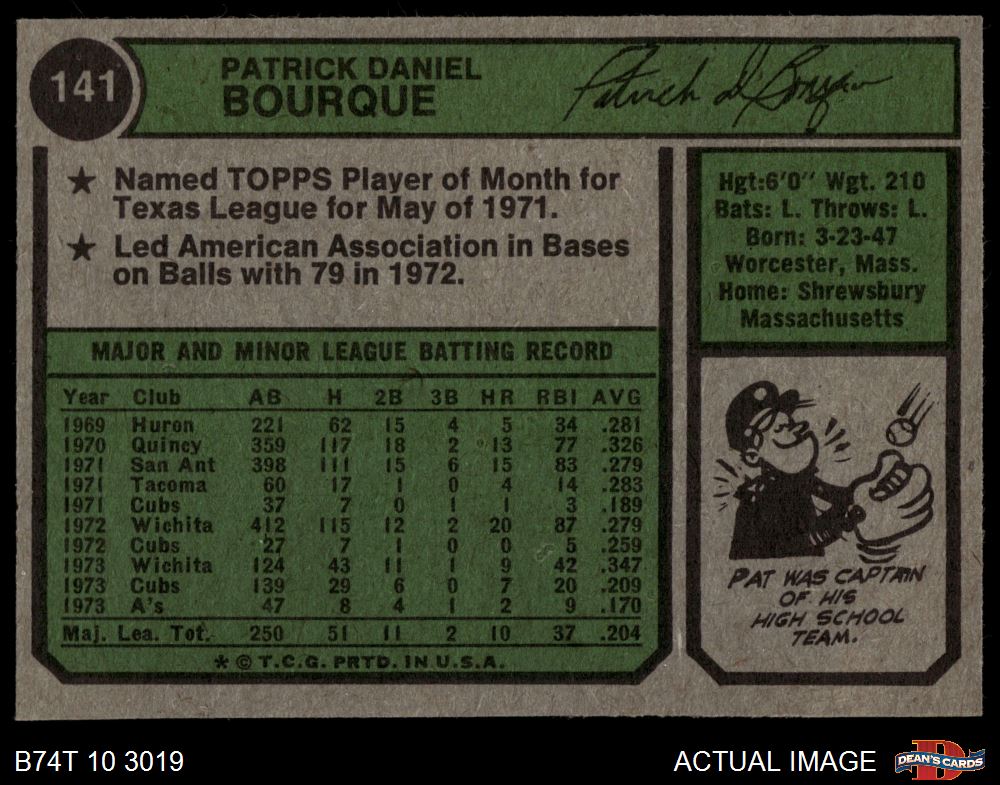 141
PATRICK DANIEL
BOURQUE
Patrick D Bourque
★ Named TOPPS Player of Month for
Texas League for May of 1971.
★ Led American Association in Bases
on Balls with 79 in 1972.
Hgt:6'0" Wgt. 210
Bats: L. Throws: L.
Born: 3-23-47
Worcester, Mass.
Home: Shrewsbury
Massachusetts
MAJOR AND MINOR LEAGUE BATTING RECORD
Year Club AB H 2B 3B HR RBI AVG
1969 Huron 221 62 15 4 5 34 .281
1970 Quincy 359 117 18 2 13 77 .326
1971 San Ant 398 111 15 6 15 83 .279
1971 Tacoma 60 17 1 0 4 14 .283
1971 Cubs 37 7 0 1 1 3 .189
1972 Wichita 412 115 12 2 20 87 .279
1972 Cubs 27 7 1 0 0 5 .259
1973 Wichita 124 43 11 1 9 42 .347
1973 Cubs 139 29 6 0 7 20 .209
1973 A's 47 8 4 1 2 9 .170
Maj. Lea. Tot. 250 51 11 2 10 37 .204
* © T.C.G. PRTD. IN U.S.A.
PAT WAS CAPTAIN
OF HIS
HIGH SCHOOL
TEAM.
B74T 10 3019
ACTUAL IMAGE
DEAN'S CARDS